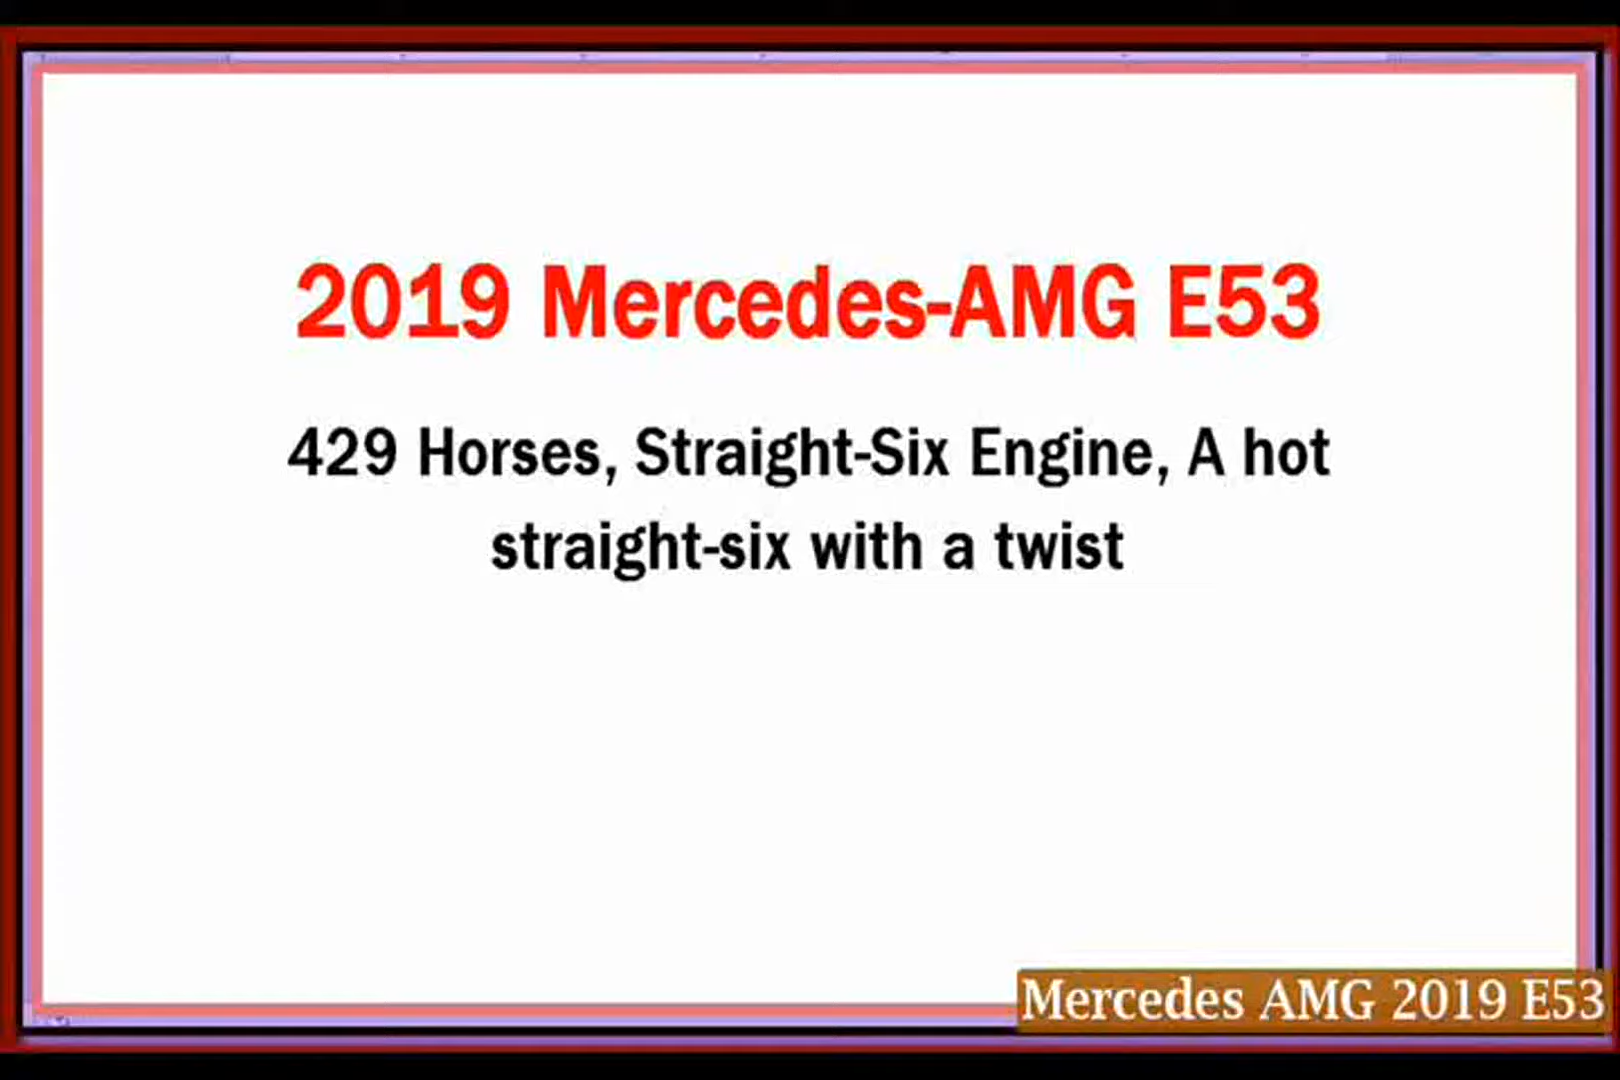 2019 Mercedes-AMG E53
429 Horses, Straight-Six Engine, A hot
straight-six with a twist
Mercedes AMG 2019 E53